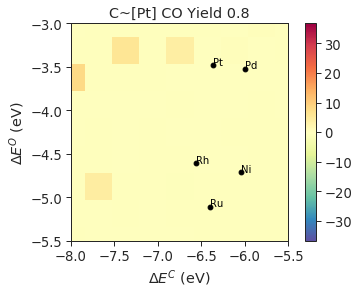 C~[Pt] CO Yield 0.8
−3.0
−3.5
−4.0
−4.5
−5.0
−5.5
ΔE^O (eV)
Pt
Pd
Rh
Ni
Ru
−8.0 −7.5 −7.0 −6.5 −6.0 −5.5
ΔE^C (eV)
30
20
10
0
−10
−20
−30